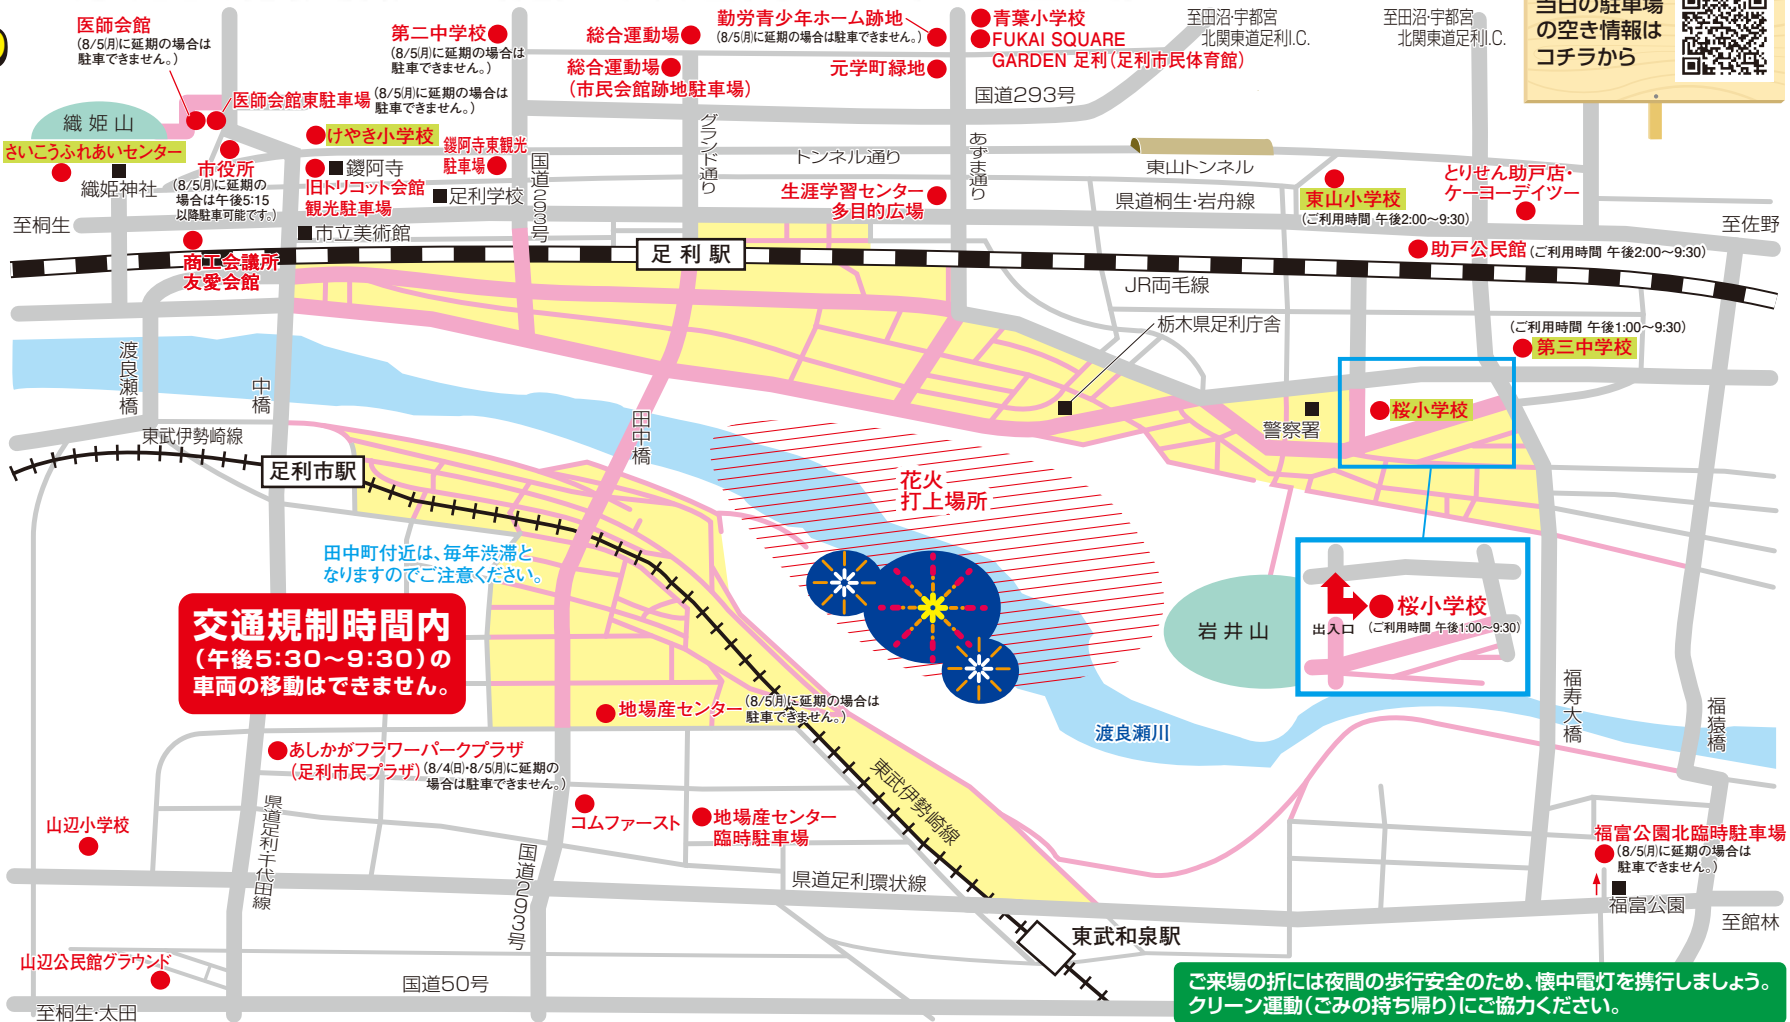 医師会館
(8/5㈪に延期の場合は
駐車できません。)
第二中学校
(8/5㈪に延期の場合は
駐車できません。)
総合運動場
総合運動場
(市民会館跡地駐車場)
勤労青少年ホーム跡地
(8/5㈪に延期の場合は駐車できません。)
元学町緑地
青葉小学校
FUKAI SQUARE
GARDEN 足利(足利市民体育館)
至田沼・宇都宮
北関東道足利I.C.
至田沼・宇都宮
北関東道足利I.C.
当日の駐車場
の空き情報は
コチラから
国道293号
医師会館東駐車場
(8/5㈪に延期の場合は
駐車できません。)
織姫山
さいこうふれあいセンター
織姫神社
市役所
(8/5㈪に延期の
場合は午後5:15
以降駐車可能です。)
けやき小学校
鑁阿寺
旧トリコット会館
観光駐車場
鑁阿寺東観光
駐車場
足利学校
国道293号
グランド通り
トンネル通り
あずま通り
東山トンネル
生涯学習センター
多目的広場
県道桐生・岩舟線
東山小学校
(ご利用時間 午後2:00〜9:30)
とりせん助戸店・
ケーヨーデイツー
至桐生
至佐野
市立美術館
商工会議所
友愛会館
足利駅
助戸公民館(ご利用時間 午後2:00〜9:30)
JR両毛線
栃木県足利庁舎
(ご利用時間 午後1:00〜9:30)
第三中学校
渡良瀬橋
中橋
田中橋
東武伊勢崎線
足利市駅
警察署
桜小学校
花火
打上場所
田中町付近は、毎年渋滞と
なりますのでご注意ください。
交通規制時間内
(午後5:30〜9:30)の
車両の移動はできません。
岩井山
桜小学校
出入口
(ご利用時間 午後1:00〜9:30)
福寿大橋
福猿橋
地場産センター
(8/5㈪に延期の場合は
駐車できません。)
渡良瀬川
あしかがフラワーパークプラザ
(足利市民プラザ)
(8/4㈰・8/5㈪に延期の
場合は駐車できません。)
東武伊勢崎線
県道足利・千代田線
コムファースト
地場産センター
臨時駐車場
山辺小学校
国道293号
県道足利環状線
福富公園北臨時駐車場
(8/5㈪に延期の場合は
駐車できません。)
福富公園
至館林
東武和泉駅
山辺公民館グラウンド
国道50号
至桐生・太田
ご来場の折には夜間の歩行安全のため、懐中電灯を携行しましょう。
クリーン運動(ごみの持ち帰り)にご協力ください。